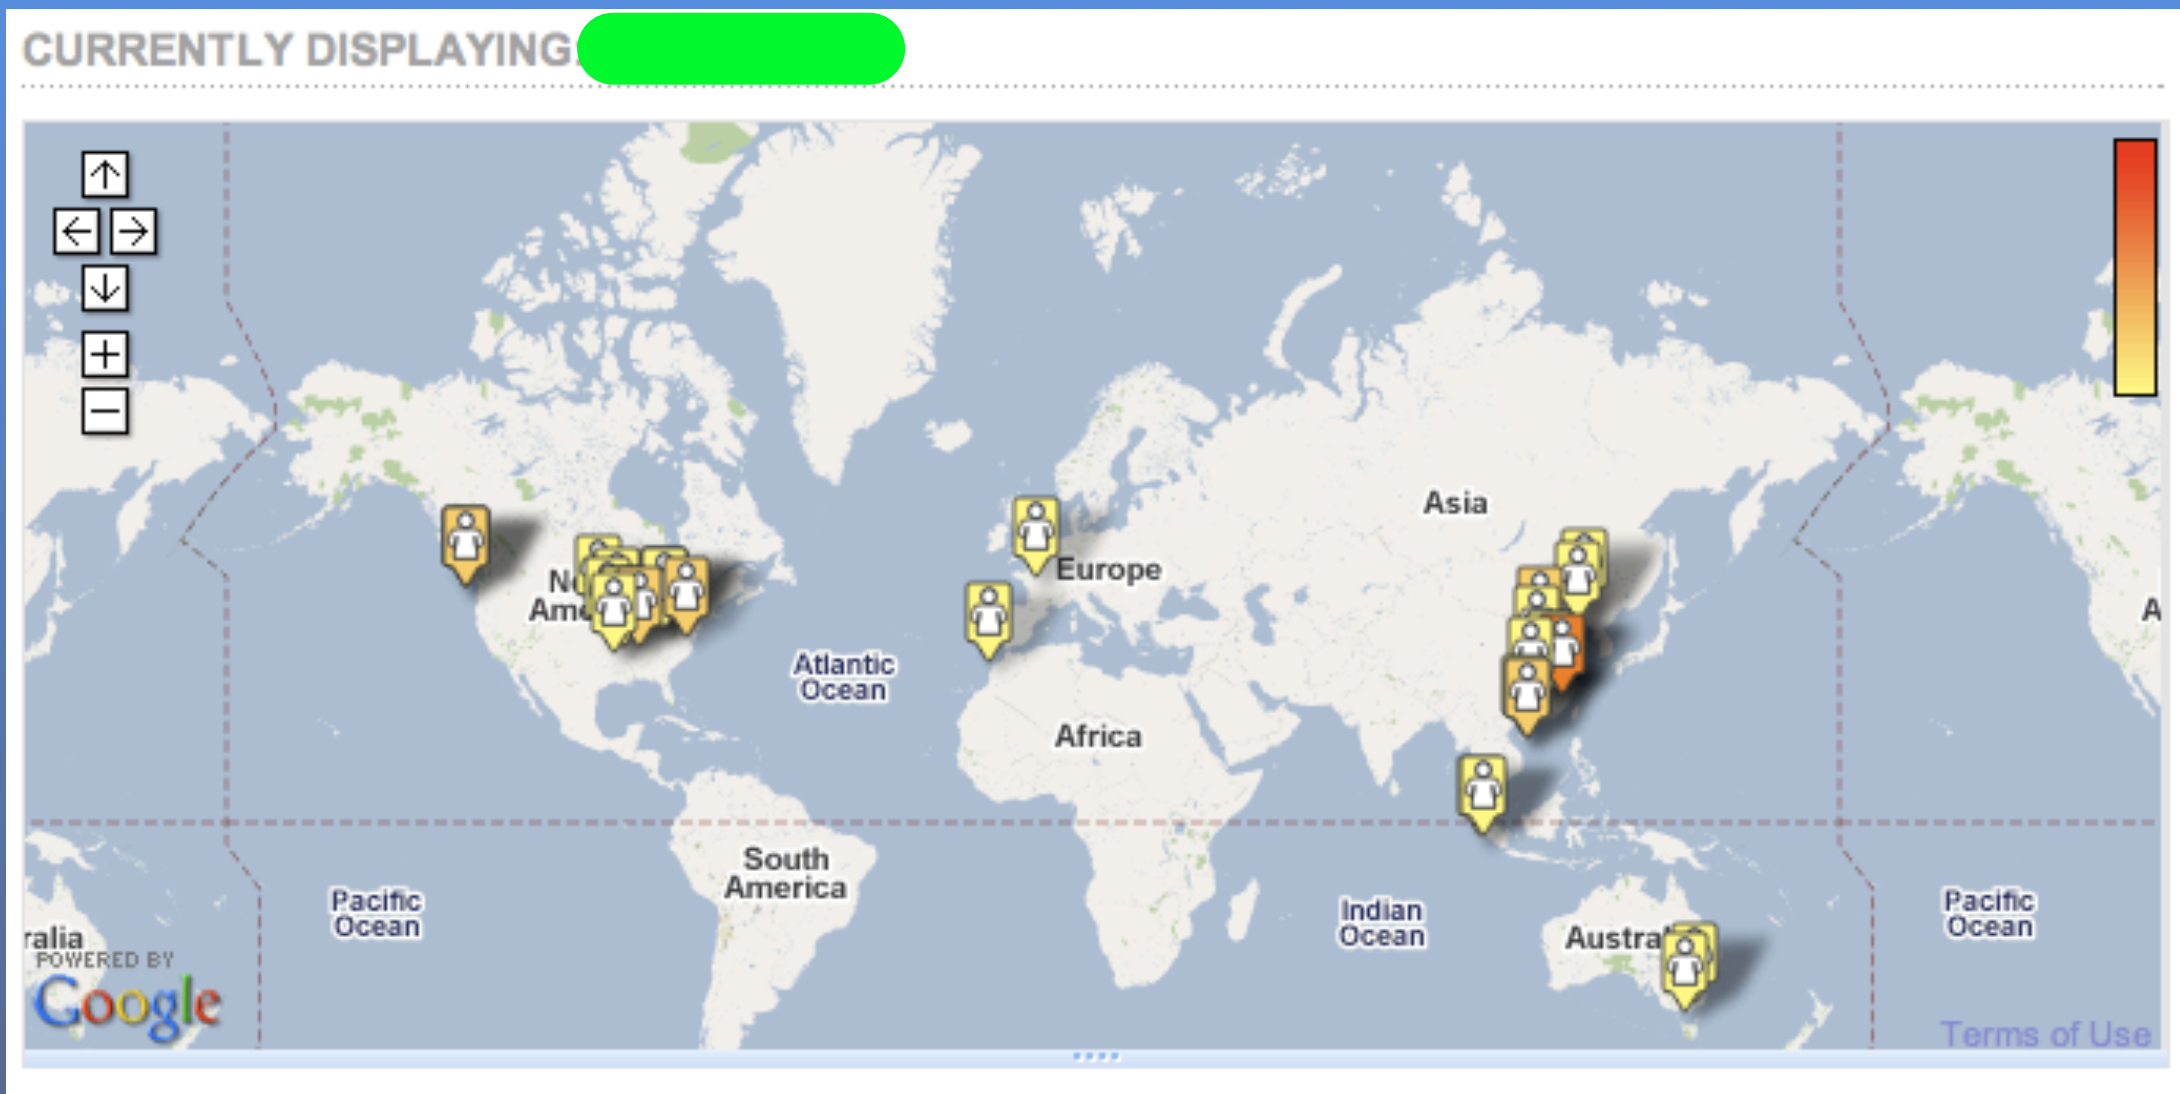 CURRENTLY DISPLAYING:
Asia
Europe
Atlantic
Ocean
Africa
South
America
Pacific
Ocean
Indian
Ocean
Austra
Pacific
Ocean
ralia
POWERED BY
Google
Terms of Use